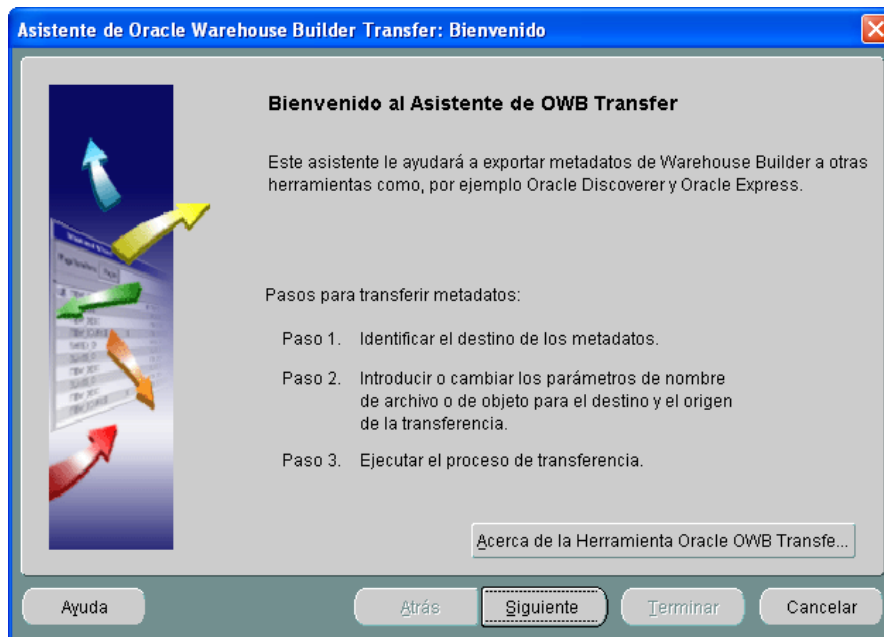 Asistente de Oracle Warehouse Builder Transfer: Bienvenido
Bienvenido al Asistente de OWB Transfer
Este asistente le ayudará a exportar metadatos de Warehouse Builder a otras
herramientas como, por ejemplo Oracle Discoverer y Oracle Express.
Pasos para transferir metadatos:
Paso 1. Identificar el destino de los metadatos.
Paso 2. Introducir o cambiar los parámetros de nombre
de archivo o de objeto para el destino y el origen
de la transferencia.
Paso 3. Ejecutar el proceso de transferencia.
Acerca de la Herramienta Oracle OWB Transfe...
Ayuda
Atrás
Siguiente
Terminar
Cancelar